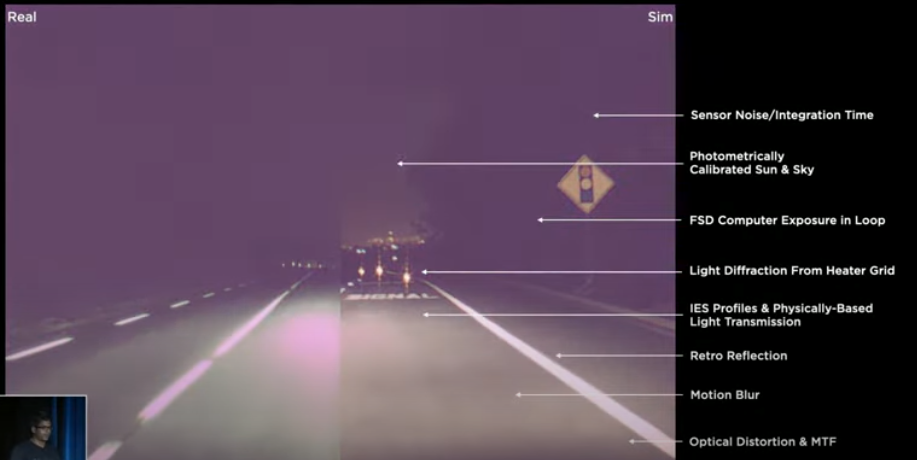 Real
Sim
Sensor Noise/Integration Time
Photometrically
Calibrated Sun & Sky
FSD Computer Exposure in Loop
Light Diffraction From Heater Grid
SIGNAL
IES Profiles & Physically-Based
Light Transmission
Retro Reflection
Motion Blur
Optical Distortion & MTF